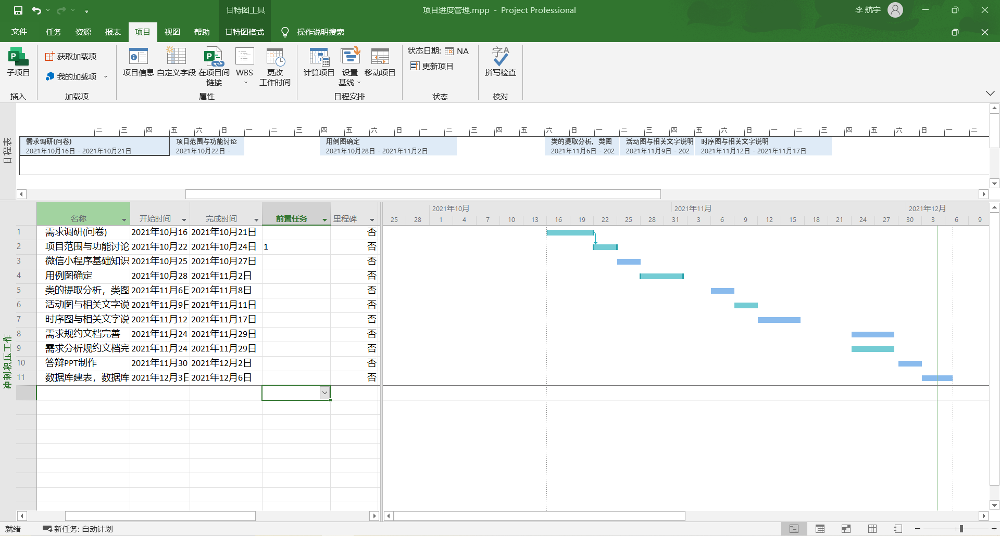 甘特图工具
项目进度管理.mpp - Project Professional
李 航宇
文件 任务 资源 报表 项目 视图 帮助 甘特图格式 操作说明搜索
子项目
插入
获取加载项
我的加载项
加载项
项目信息 自定义字段 在项目间链接 WBS 更改工作时间
属性
计算项目 设置基线 移动项目
日程安排
状态日期: NA
更新项目
状态
字A
拼写检查
校对
日程表
二 三 四 五 六 日 一 二 三 四 五 六 日 一 二 三 四 五 六 日 一 二 三 四 五 六 日 一 二 三 四 五 六 日 一 二
需求调研(问卷)
2021年10月16日 - 2021年10月21日
项目范围与功能讨论
2021年10月22日 -
用例图确定
2021年10月28日 - 2021年11月2日
类的提取分析，类图
2021年11月6日 - 202
活动图与相关文字说明
2021年11月9日 - 202
时序图与相关文字说明
2021年11月12日 - 2021年11月17日
冲刺积压工作
名称 开始时间 完成时间 前置任务 里程碑
1 需求调研(问卷) 2021年10月16 2021年10月21日 否
2 项目范围与功能讨论 2021年10月22 2021年10月24日 1 否
3 微信小程序基础知识 2021年10月25 2021年10月27日 否
4 用例图确定 2021年10月28 2021年11月2日 否
5 类的提取分析，类图 2021年11月6日 2021年11月8日 否
6 活动图与相关文字说 2021年11月9日 2021年11月11日 否
7 时序图与相关文字说 2021年11月12 2021年11月17日 否
8 需求规约文档完善 2021年11月24 2021年11月29日 否
9 需求分析规约文档完 2021年11月24 2021年11月29日 否
10 答辩PPT制作 2021年11月30 2021年12月2日 否
11 数据库建表，数据库 2021年12月3日 2021年12月6日 否
2021年10月 2021年11月 2021年12月
25 28 1 4 7 10 13 16 19 22 25 28 31 3 6 9 12 15 18 21 24 27 30 3 6 9
就绪 新任务: 自动计划